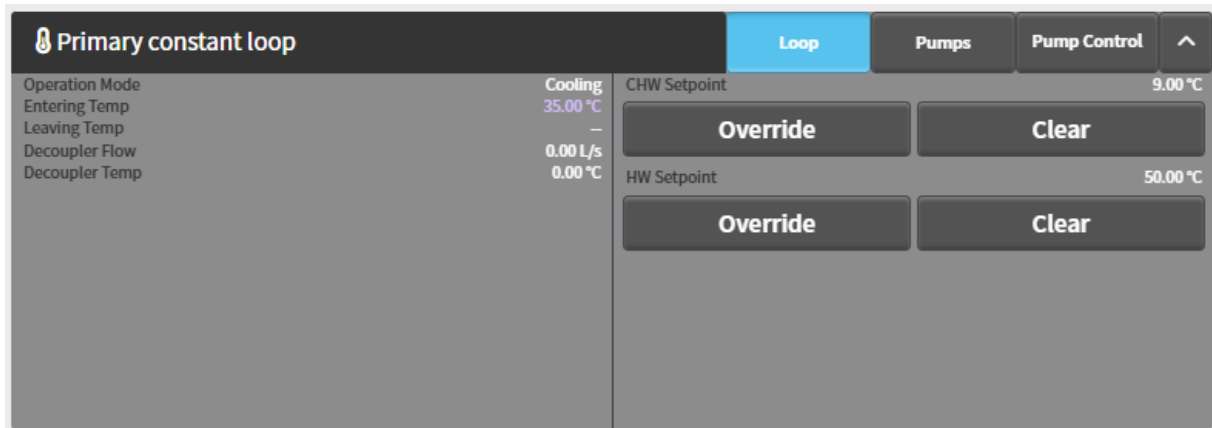 Primary constant loop
Loop
Pumps
Pump Control
Operation Mode Cooling
Entering Temp 35.00 °C
Leaving Temp –
Decoupler Flow 0.00 L/s
Decoupler Temp 0.00 °C
CHW Setpoint 9.00 °C
Override Clear
HW Setpoint 50.00 °C
Override Clear